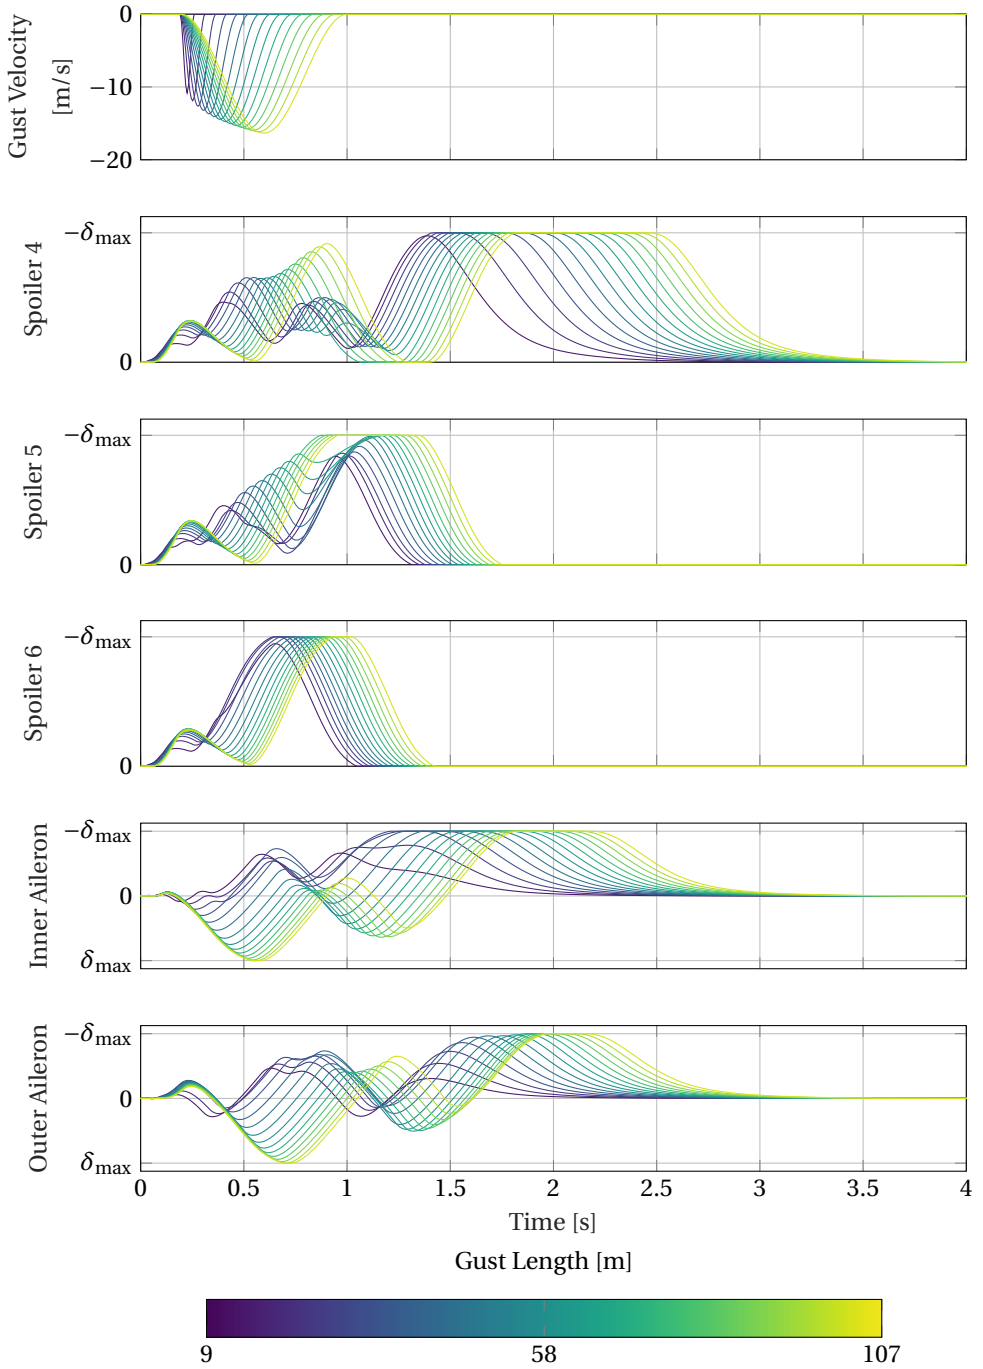 Gust Velocity
[m/s]
0
−10
−20
Spoiler 4
−δmax
0
Spoiler 5
−δmax
0
Spoiler 6
−δmax
0
Inner Aileron
−δmax
0
δmax
Outer Aileron
−δmax
0
δmax
0 0.5 1 1.5 2 2.5 3 3.5 4
Time [s]
Gust Length [m]
9 58 107